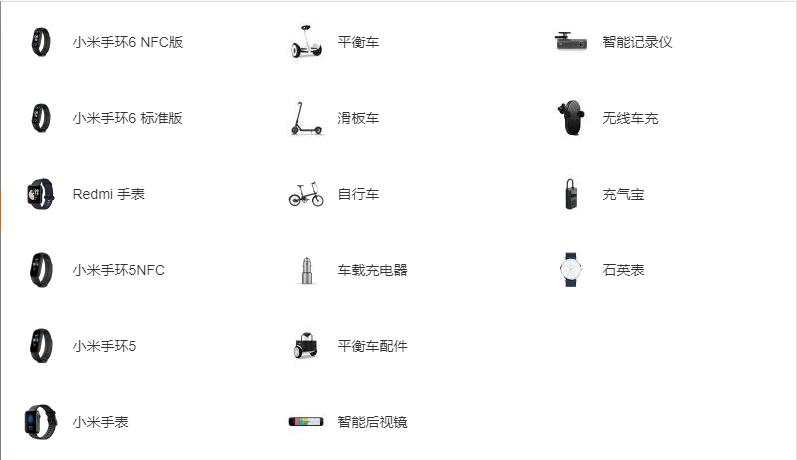 小米手环6 NFC版
小米手环6 标准版
Redmi 手表
小米手环5NFC
小米手环5
小米手表
平衡车
滑板车
自行车
车载充电器
平衡车配件
智能后视镜
智能记录仪
无线车充
充气宝
石英表